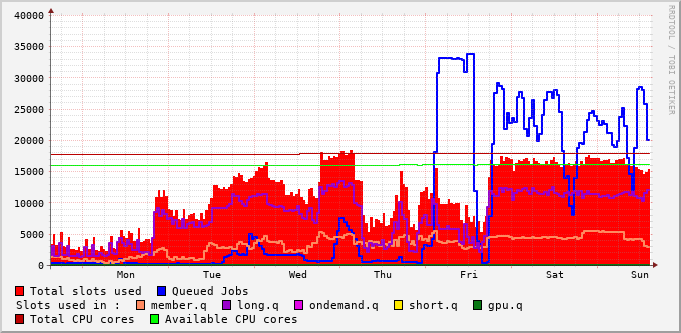 40000
35000
30000
25000
20000
15000
10000
5000
0
Mon Tue Wed Thu Fri Sat Sun
RRDTOOL / TOBI OETIKER
Total slots used Queued Jobs
Slots used in : member.q long.q ondemand.q short.q gpu.q
Total CPU cores Available CPU cores